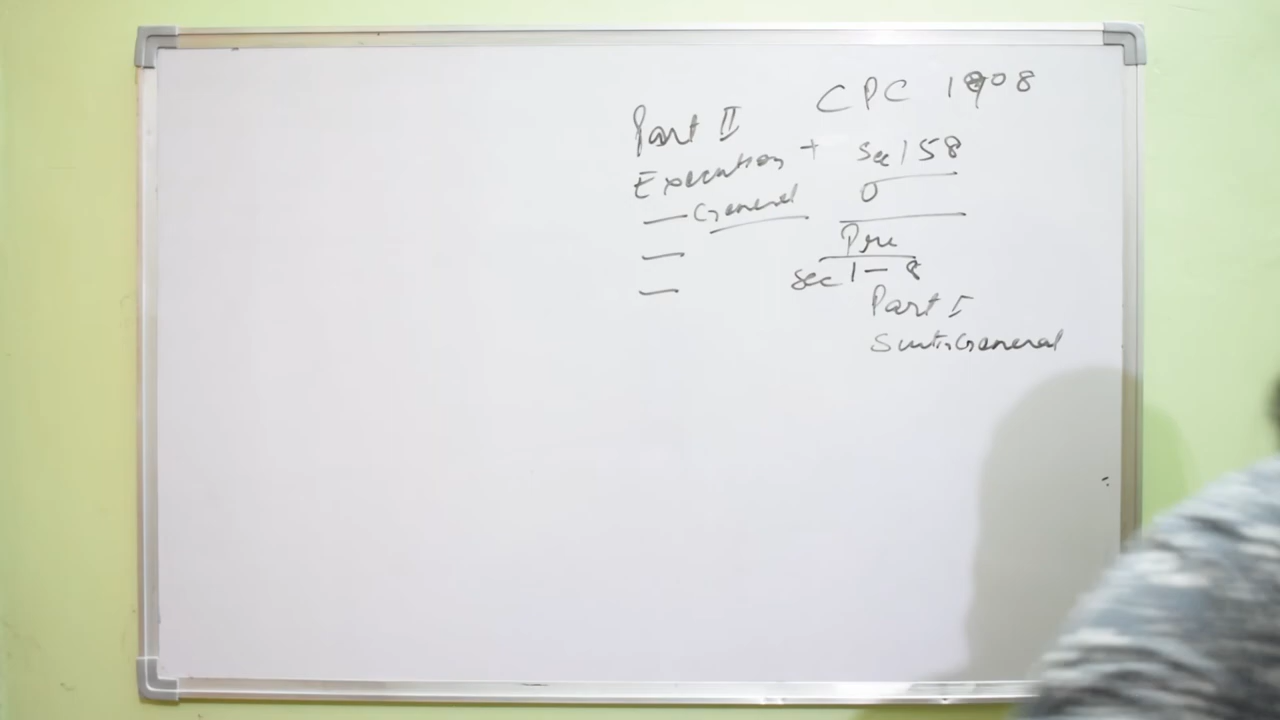 CPC 1908
Sec 158
O
Pre
Sec 1 - 8
Part I
Suits General
Part II
Execution +
— General
—
—